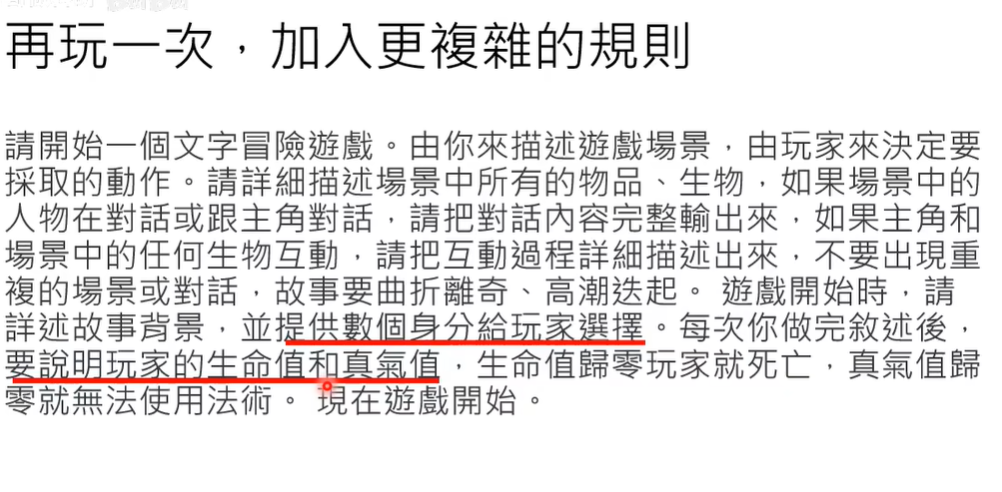 再玩一次，加入更複雜的規則
請開始一個文字冒險遊戲。由你來描述遊戲場景，由玩家來決定要
採取的動作。請詳細描述場景中所有的物品、生物，如果場景中的
人物在對話或跟主角對話，請把對話內容完整輸出來，如果主角和
場景中的任何生物互動，請把互動過程詳細描述出來，不要出現重
複的場景或對話，故事要曲折離奇、高潮迭起。 遊戲開始時，請
詳述故事背景，並提供數個身分給玩家選擇。每次你做完敘述後，
要說明玩家的生命值和真氣值，生命值歸零玩家就死亡，真氣值歸
零就無法使用法術。 現在遊戲開始。